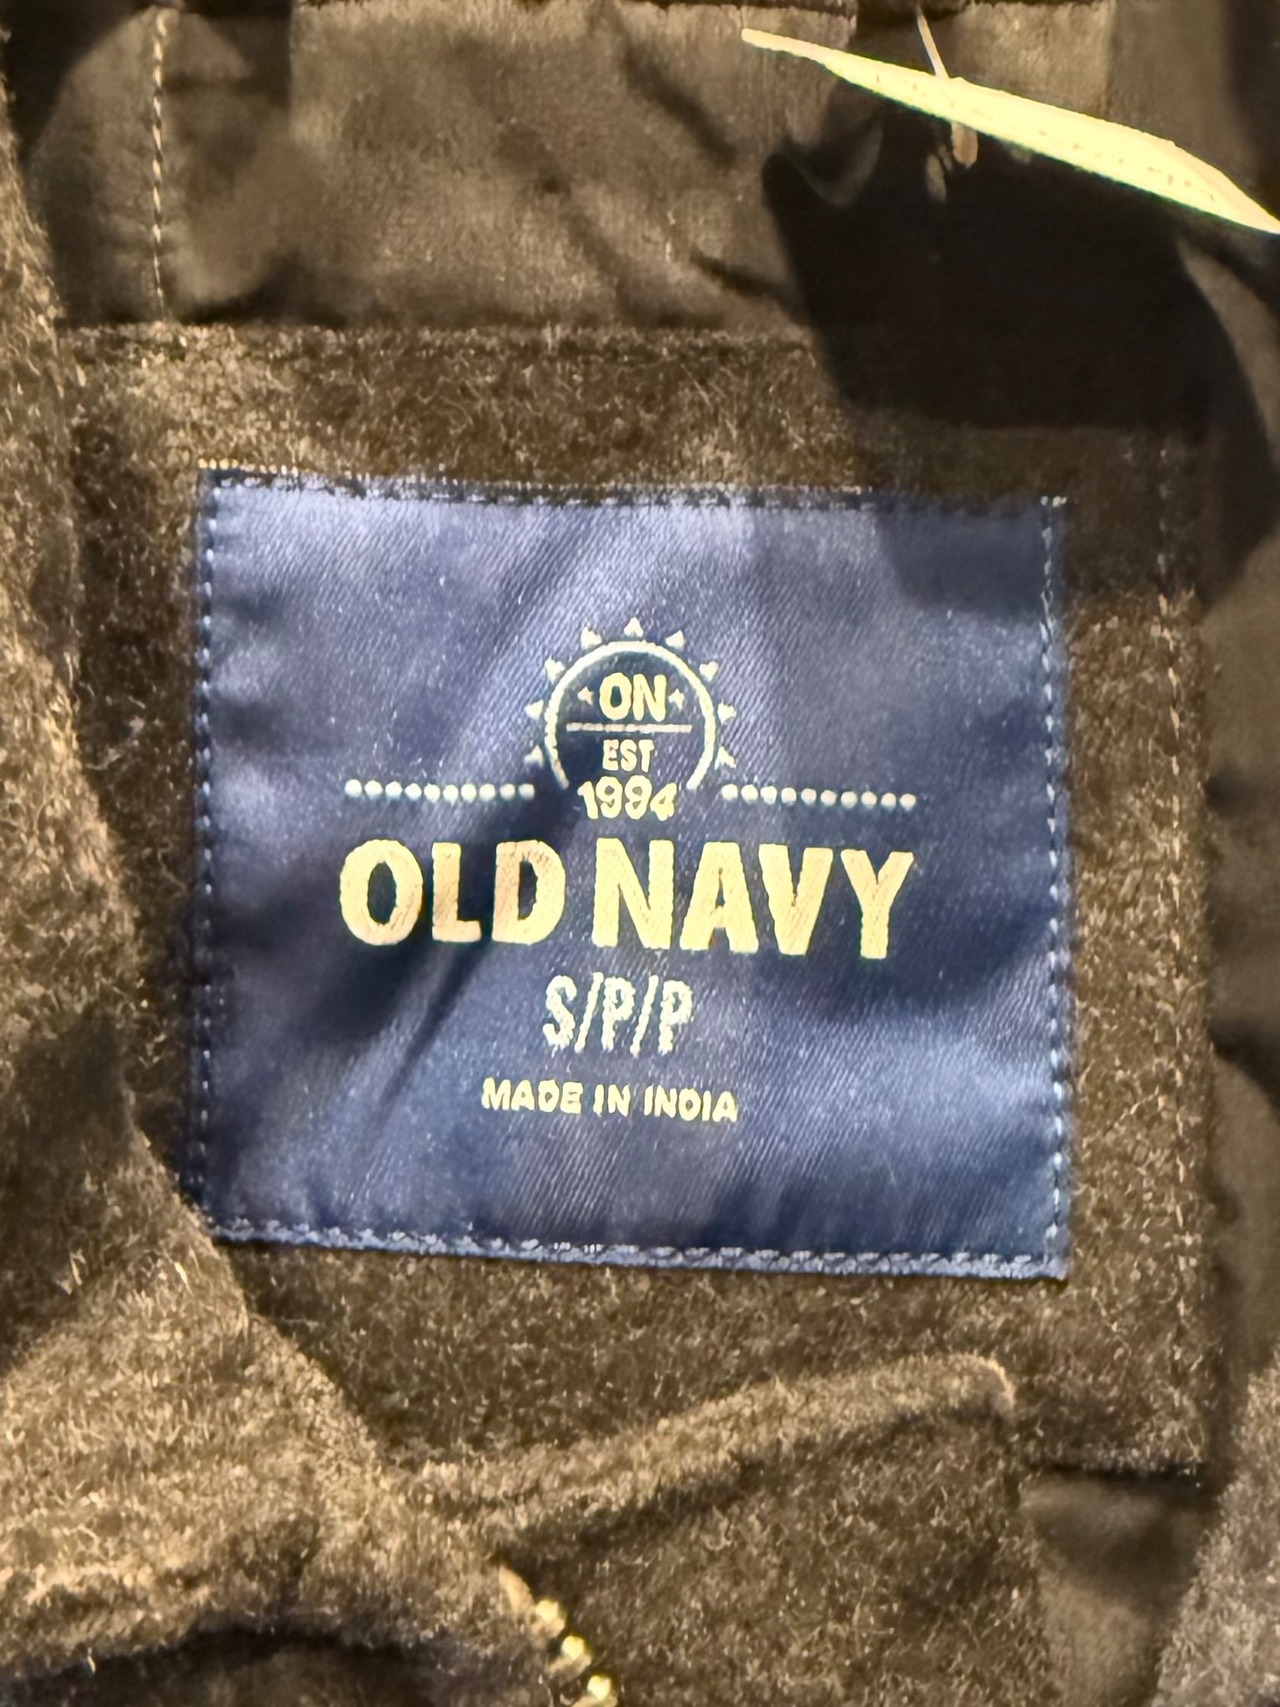 ON
EST
1994
OLD NAVY
S/P/P
MADE IN INDIA